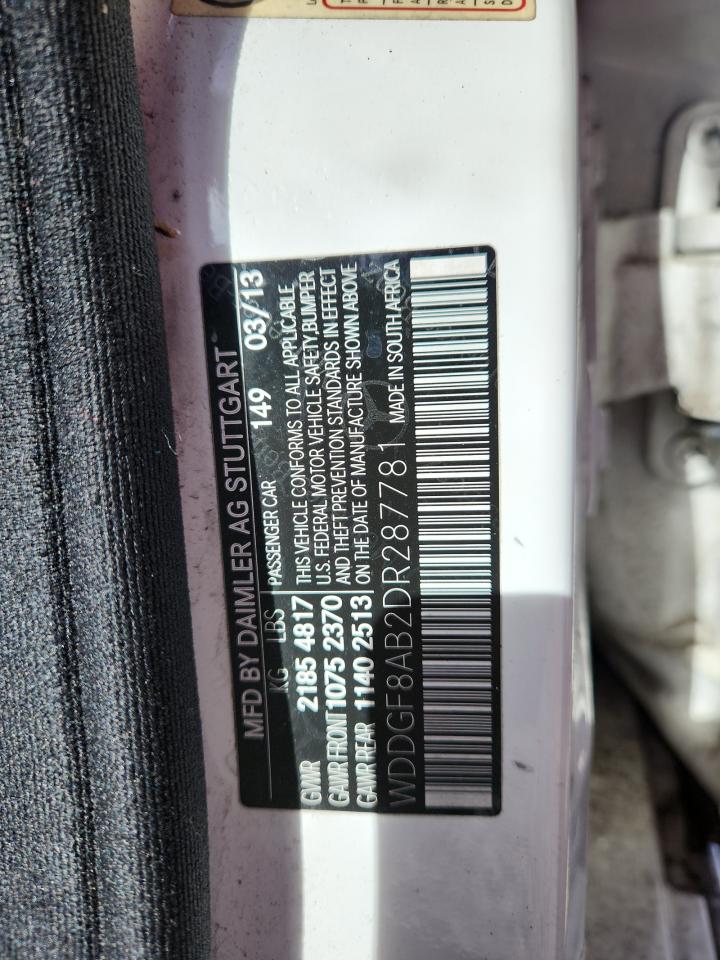 MFD BY DAIMLER AG STUTTGART
KG LBS PASSENGER CAR 149 03/13
GVWR 2185 4817 THIS VEHICLE CONFORMS TO ALL APPLICABLE
GAWR FRONT 1075 2370 U.S. FEDERAL MOTOR VEHICLE SAFETY, BUMPER
GAWR REAR 1140 2513 AND THEFT PREVENTION STANDARDS IN EFFECT
ON THE DATE OF MANUFACTURE SHOWN ABOVE
WDDGF8AB2DR287781 MADE IN SOUTH AFRICA